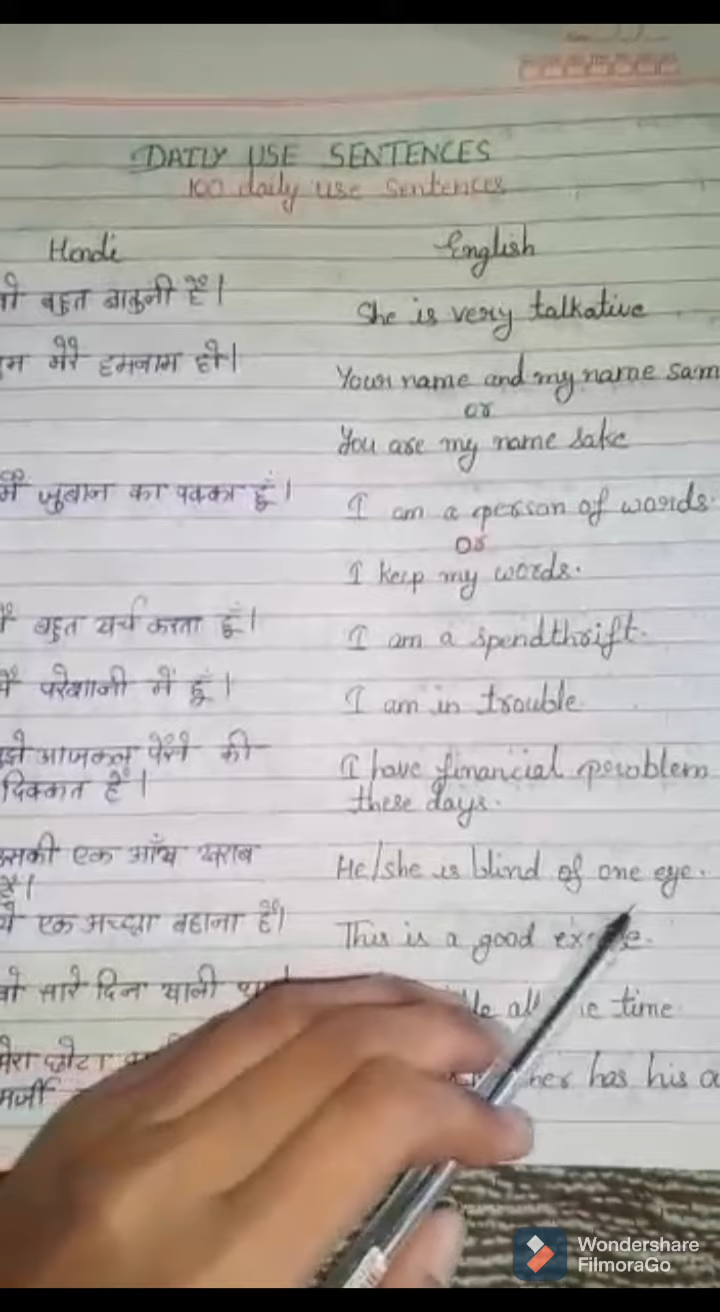 DAILY USE SENTENCES
100 daily use Sentences
Hendi English
वो बहुत बातुनी है। She is very talkative.
मेरे हमनाम हो। Your name and my name sam
or
You are my name sake
मैं जुबान का पक्का हूं। I am a person of words.
or
I keep my words.
बहुत खर्च करता हूं। I am a spendthrift.
मैं परेशानी में हूं। I am in trouble
आजकल पैसे की I have financial problem
दिक्कत है। these days.
उसकी एक आँख खराब He/she is blind of one eye.
है।
ये एक अच्छा बहाना है। This is a good
वो सारे दिन खाली all time
मेरा छोटा has his
मर्जी
Wondershare
FilmoraGo